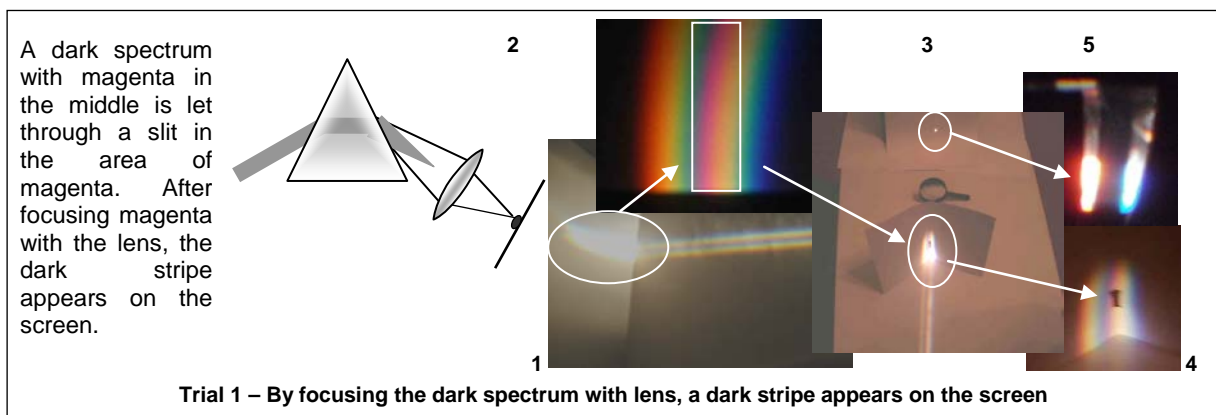 A dark spectrum
with magenta in
the middle is let
through a slit in
the area of
magenta. After
focusing magenta
with the lens, the
dark stripe
appears on the
screen.
2
3
5
1
4
Trial 1 – By focusing the dark spectrum with lens, a dark stripe appears on the screen